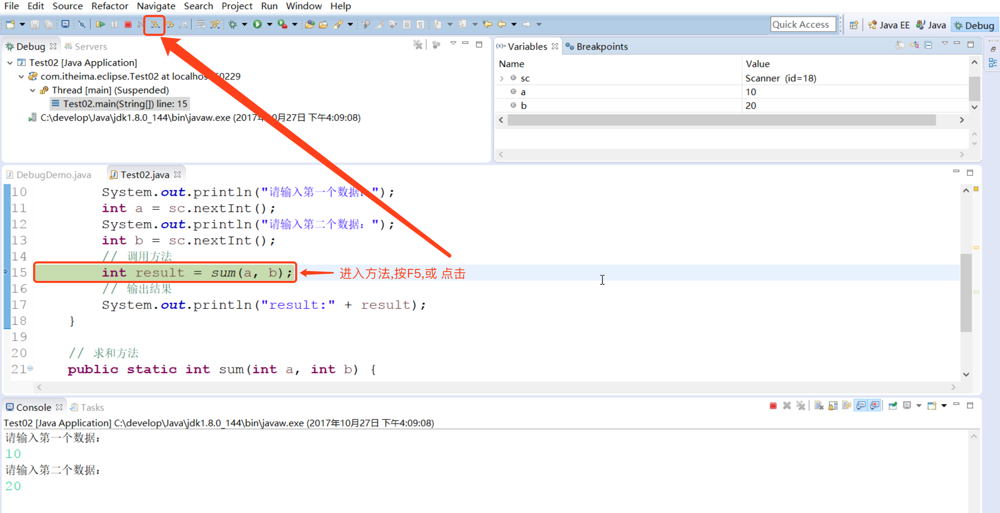 File Edit Source Refactor Navigate Search Project Run Window Help
Quick Access Java EE Java Debug
Debug Servers
Test02 [Java Application]
com.itheima.eclipse.Test02 at localhos 50229
Thread [main] (Suspended)
Test02.main(String[]) line: 15
C:\develop\Java\jdk1.8.0_144\bin\javaw.exe (2017年10月27日 下午4:09:08)
(x)= Variables Breakpoints
Name Value
sc Scanner (id=18)
a 10
b 20
DebugDemo.java Test02.java
10 System.out.println("请输入第一个数据：");
11 int a = sc.nextInt();
12 System.out.println("请输入第二个数据：");
13 int b = sc.nextInt();
14 // 调用方法
15 int result = sum(a, b);
进入方法,按F5,或 点击
16 // 输出结果
17 System.out.println("result:" + result);
18 }
19
20 // 求和方法
21 public static int sum(int a, int b) {
Console Tasks
Test02 [Java Application] C:\develop\Java\jdk1.8.0_144\bin\javaw.exe (2017年10月27日 下午4:09:08)
请输入第一个数据：
10
请输入第二个数据：
20